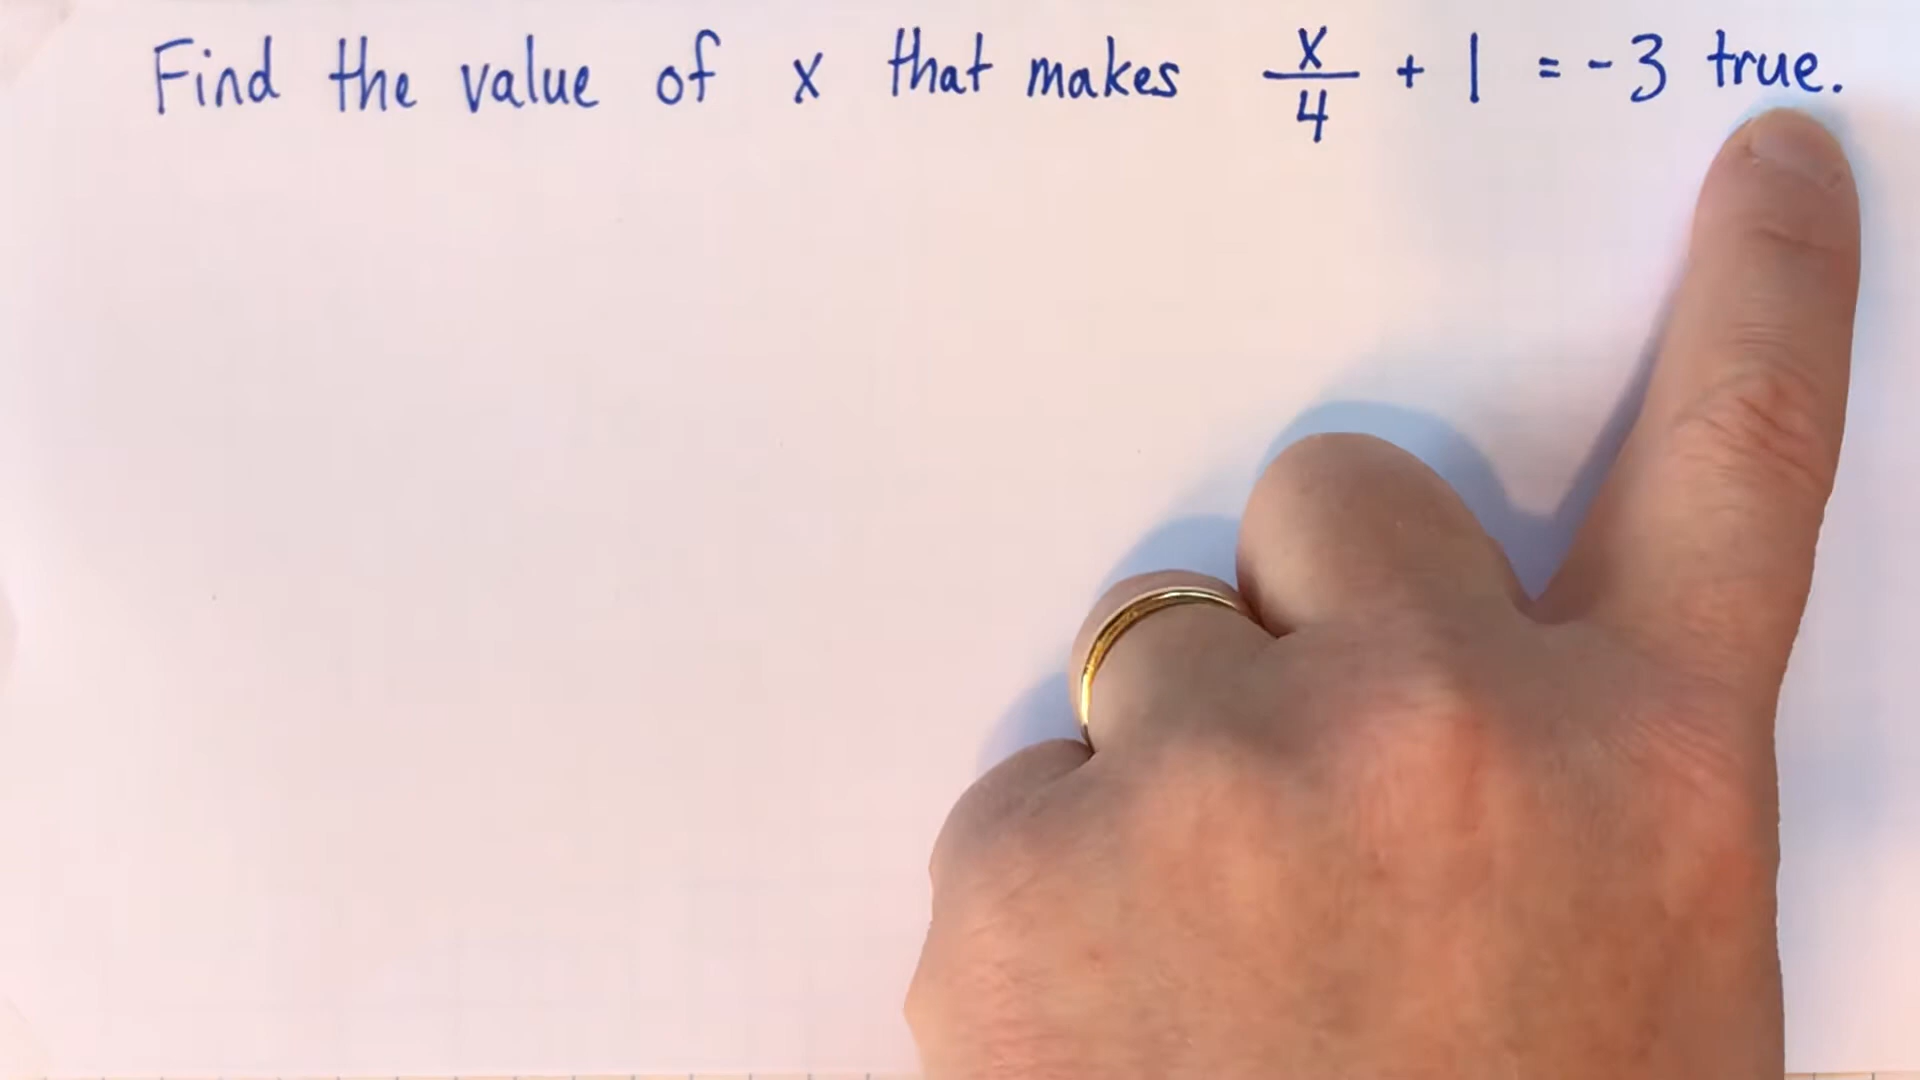 Find the value of x that makes x/4 + 1 = -3 true.